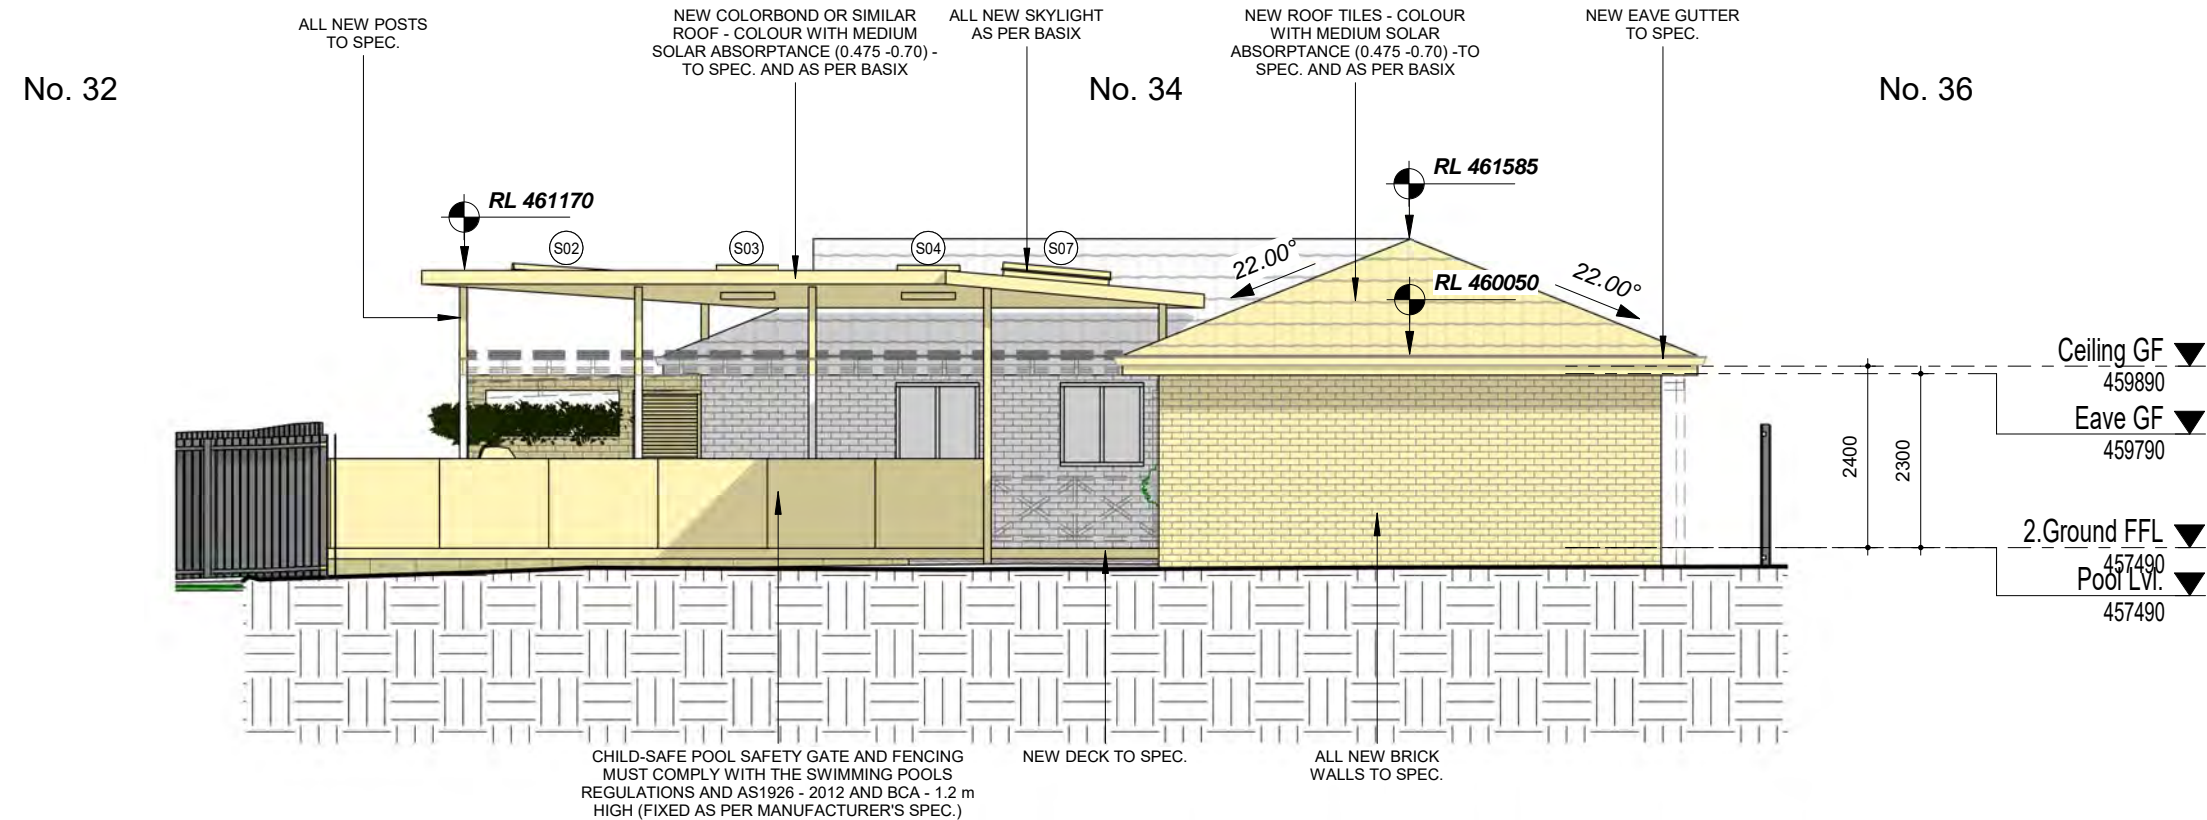 ALL NEW POSTS
TO SPEC.
NEW COLORBOND OR SIMILAR
ROOF - COLOUR WITH MEDIUM
SOLAR ABSORPTANCE (0.475 -0.70) -
TO SPEC. AND AS PER BASIX
ALL NEW SKYLIGHT
AS PER BASIX
NEW ROOF TILES - COLOUR
WITH MEDIUM SOLAR
ABSORPTANCE (0.475 -0.70) -TO
SPEC. AND AS PER BASIX
NEW EAVE GUTTER
TO SPEC.
No. 32
No. 34
No. 36
RL 461585
RL 461170
S02
S03
S04
S07
22.00°
RL 460050
22.00°
Ceiling GF
459890
Eave GF
459790
2400
2300
2.Ground FFL
457490
Pool Lvl.
457490
CHILD-SAFE POOL SAFETY GATE AND FENCING
MUST COMPLY WITH THE SWIMMING POOLS
REGULATIONS AND AS1926 - 2012 AND BCA - 1.2 m
HIGH (FIXED AS PER MANUFACTURER'S SPEC.)
NEW DECK TO SPEC.
ALL NEW BRICK
WALLS TO SPEC.